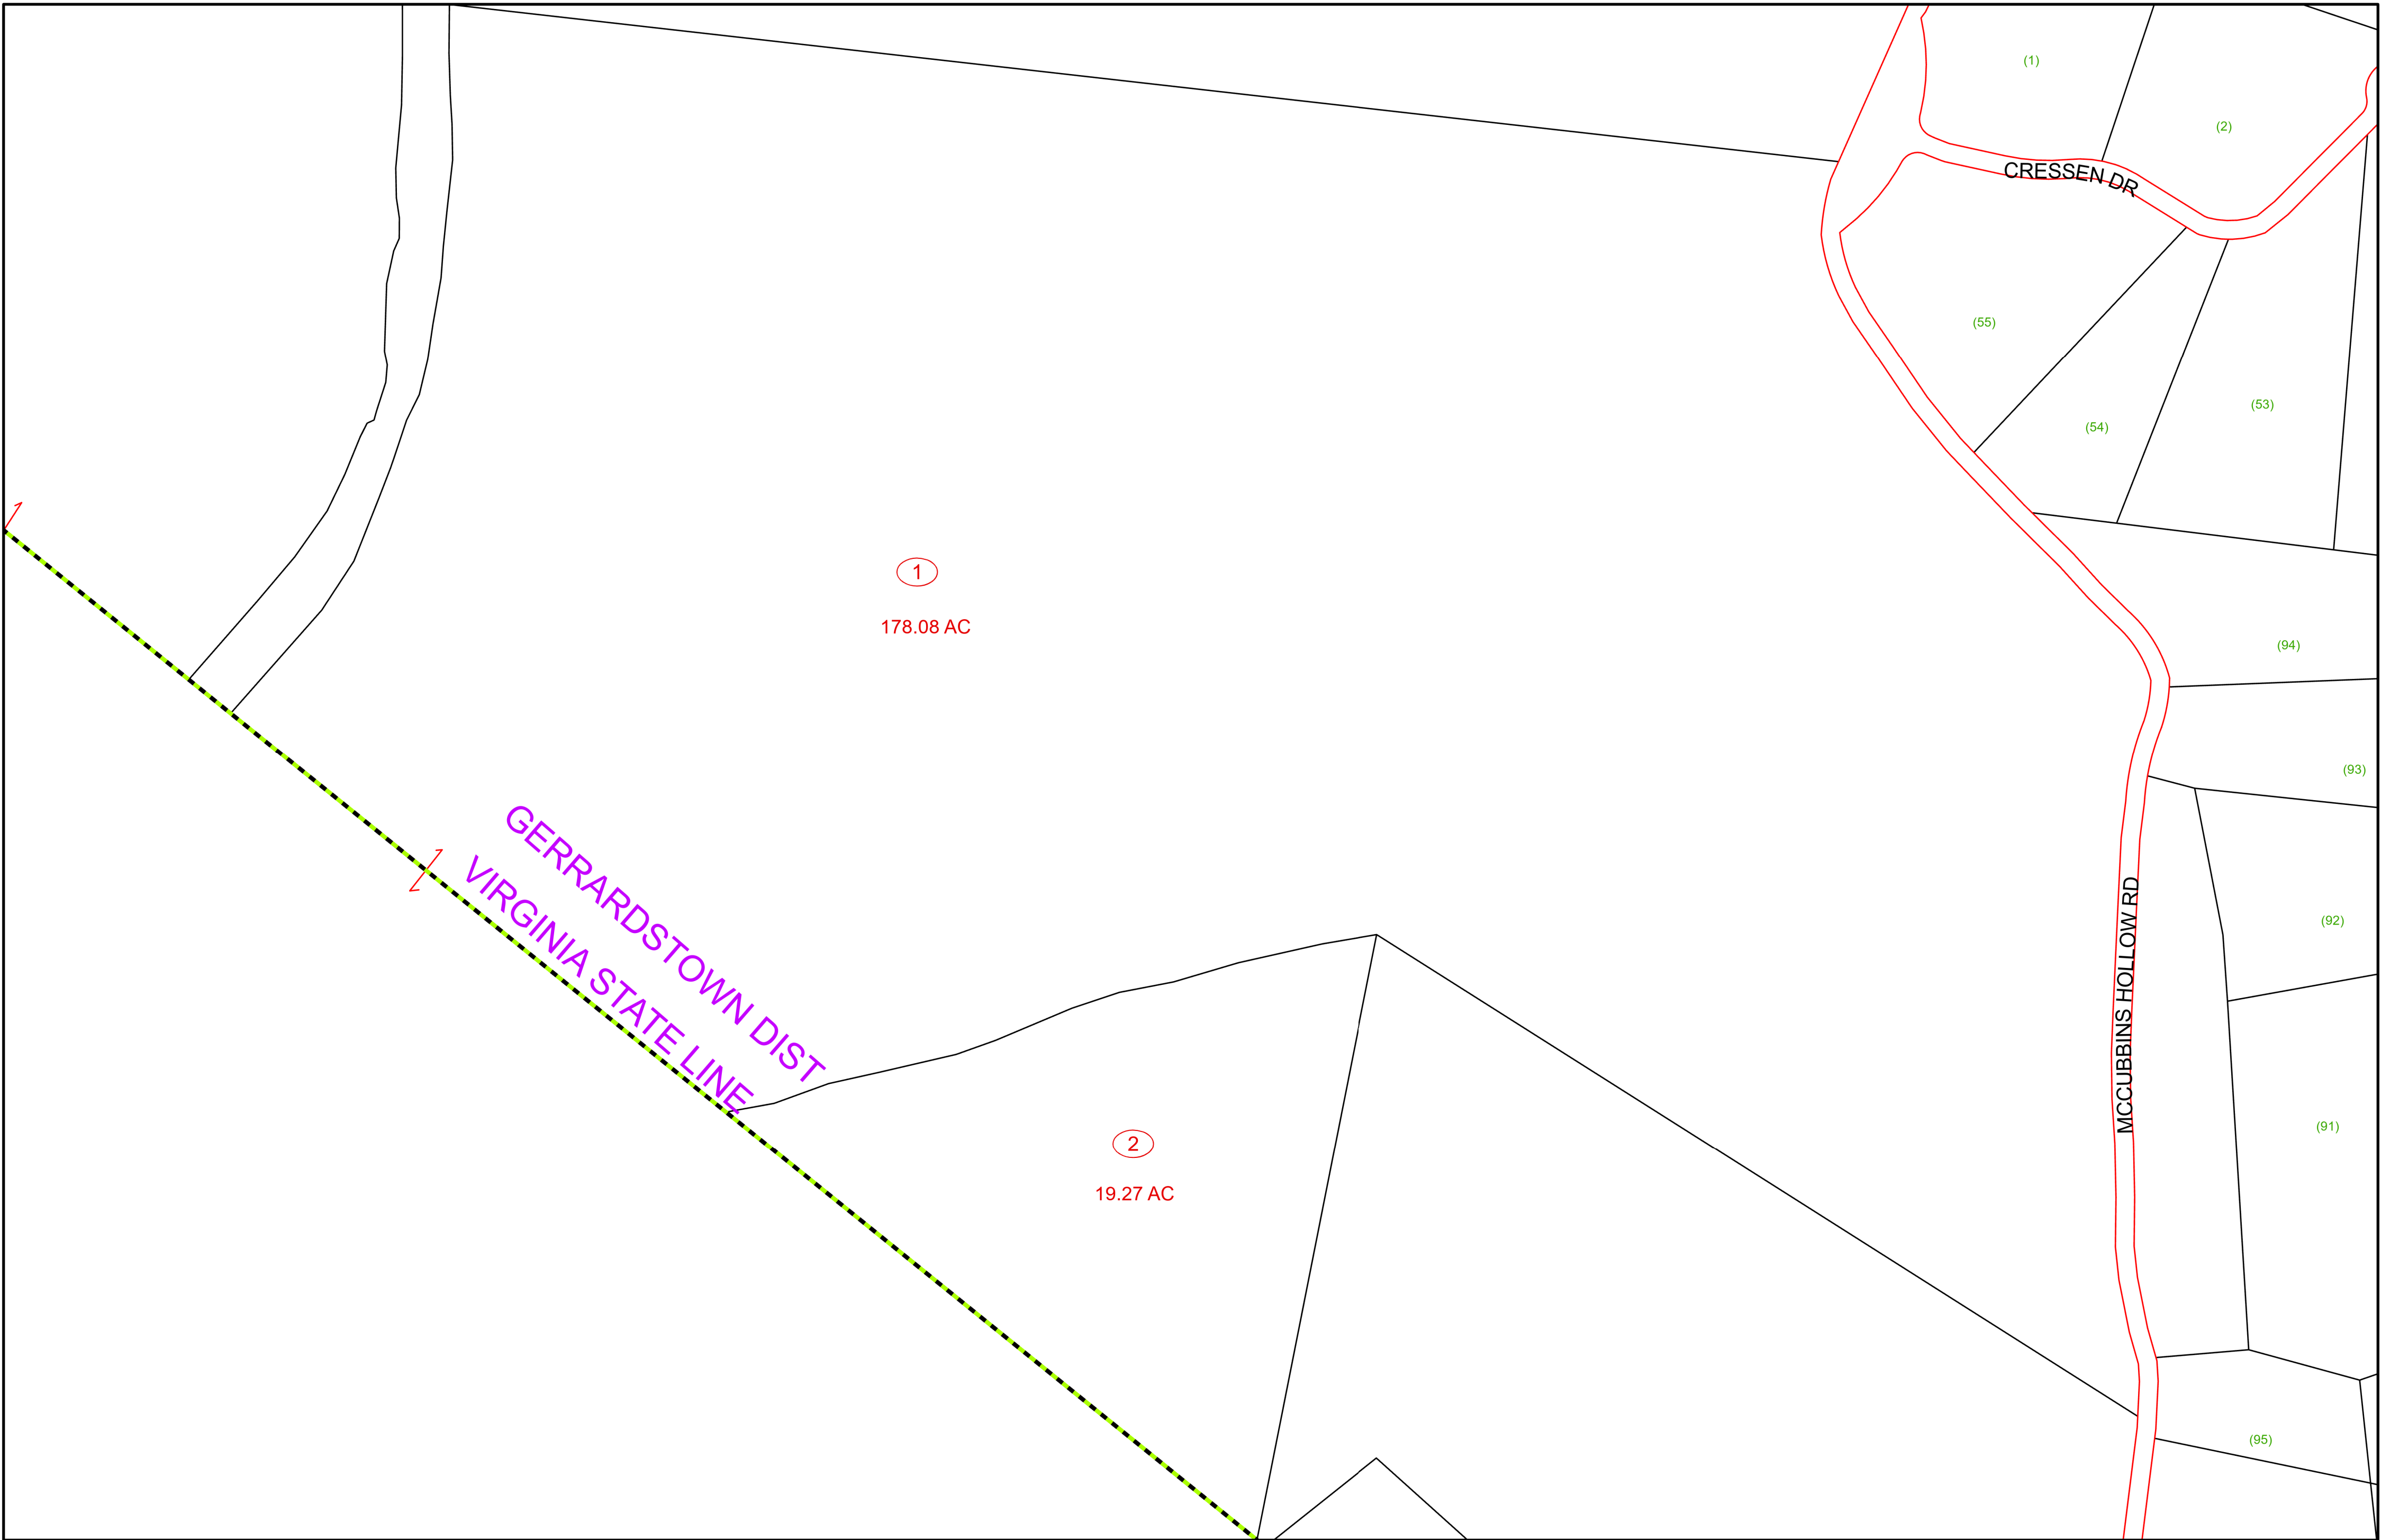 (1)
(2)
CRESSEN DR
(55)
(53)
(54)
1
178.08 AC
(94)
(93)
GERRARDSTOWN DIST
VIRGINIA STATE LINE
MCCUBBINS HOLLOW RD
(92)
(91)
2
19.27 AC
(95)